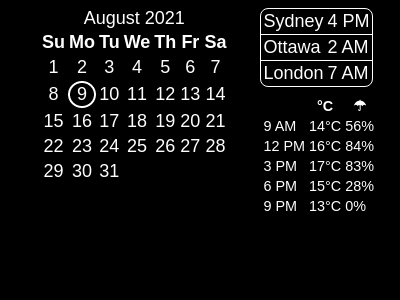 August 2021
Su Mo Tu We Th Fr Sa
1 2 3 4 5 6 7
8 9 10 11 12 13 14
15 16 17 18 19 20 21
22 23 24 25 26 27 28
29 30 31
Sydney 4 PM
Ottawa 2 AM
London 7 AM
°C ☂
9 AM 14°C 56%
12 PM 16°C 84%
3 PM 17°C 83%
6 PM 15°C 28%
9 PM 13°C 0%